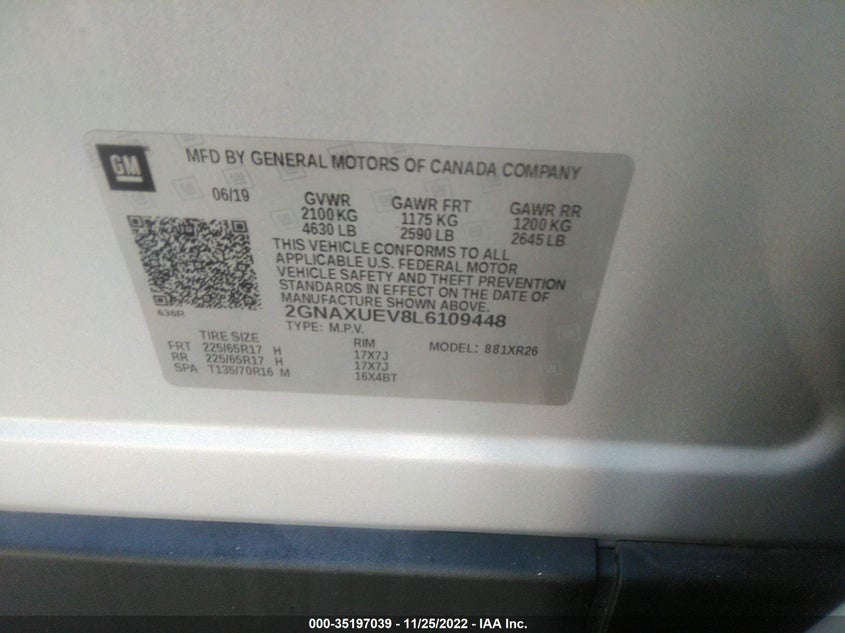 GM
MFD BY GENERAL MOTORS OF CANADA COMPANY
06/19
GVWR
2100 KG
4630 LB
GAWR FRT
1175 KG
2590 LB
GAWR RR
1200 KG
2645 LB
THIS VEHICLE CONFORMS TO ALL
APPLICABLE U.S. FEDERAL MOTOR
VEHICLE SAFETY AND THEFT PREVENTION
STANDARDS IN EFFECT ON THE DATE OF
MANUFACTURE SHOWN ABOVE.
636R
2GNAXUEV8L6109448
TYPE: M.P.V.
MODEL: 881XR26
TIRE SIZE RIM
FRT 225/65R17 H 17X7J
RR 225/65R17 H 17X7J
SPA T135/70R16 M 16X4BT
000-35197039 - 11/25/2022 - IAA Inc.